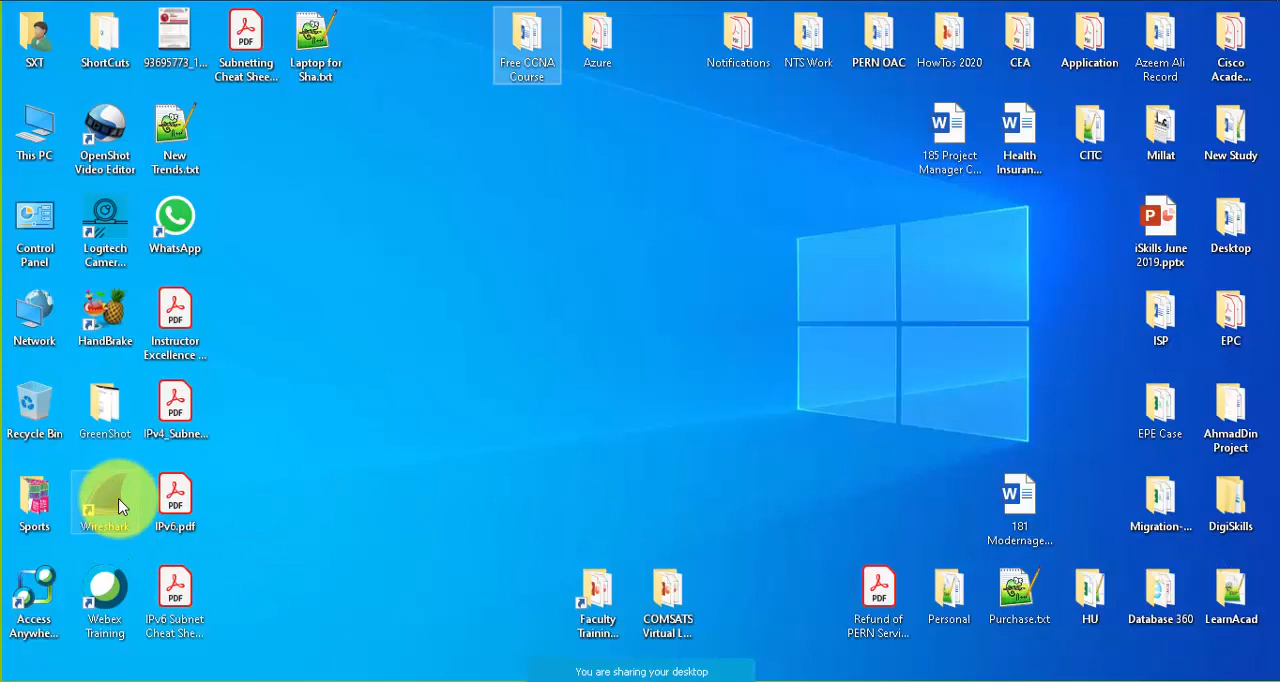 SXT
ShortCuts
93695773_1...
Subnetting
Cheat Shee...
Laptop for
Sha.txt
Free CCNA
Course
Azure
Notifications
NTS Work
PERN OAC
HowTos 2020
CEA
Application
Azeem Ali
Record
Cisco
Acade...
This PC
OpenShot
Video Editor
New
Trends.txt
185 Project
Manager C...
Health
Insuran...
CITC
Millat
New Study
Control
Panel
Logitech
Camer...
WhatsApp
iSkills June
2019.pptx
Desktop
Network
HandBrake
Instructor
Excellence ...
ISP
EPC
Recycle Bin
GreenShot
IPv4_Subne...
EPE Case
AhmadDin
Project
Sports
Wireshark
IPv6.pdf
181
Modernage...
Migration-...
DigiSkills
Access
Anywhe...
Webex
Training
IPv6 Subnet
Cheat She...
Faculty
Trainin...
COMSATS
Virtual L...
Refund of
PERN Servi...
Personal
Purchase.txt
HU
Database 360
LearnAcad
You are sharing your desktop